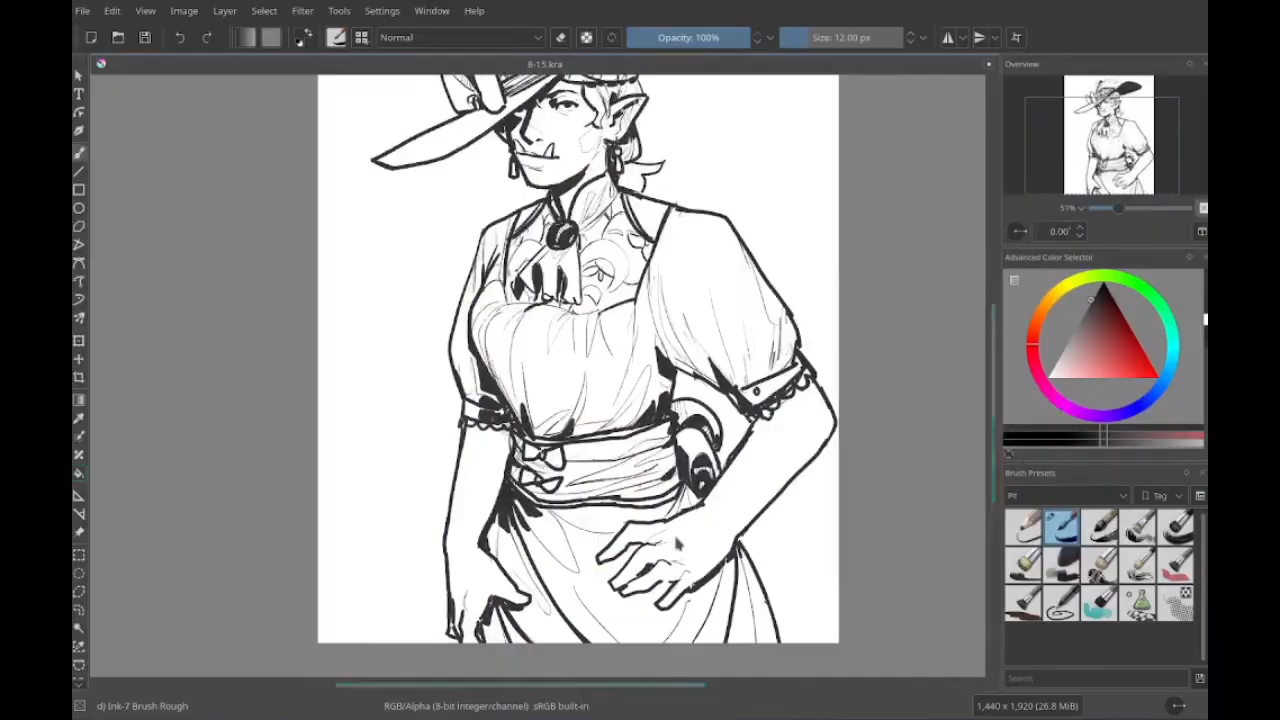 File Edit View Image Layer Select Filter Tools Settings Window Help
Normal Opacity: 100% Size: 12.00 px
8-15.kra
Overview
51%
0.00°
Advanced Color Selector
Brush Presets
Tag
Search
d) Ink-7 Brush Rough RGB/Alpha (8-bit integer/channel) sRGB built-in 1,440 x 1,920 (26.8 MiB)